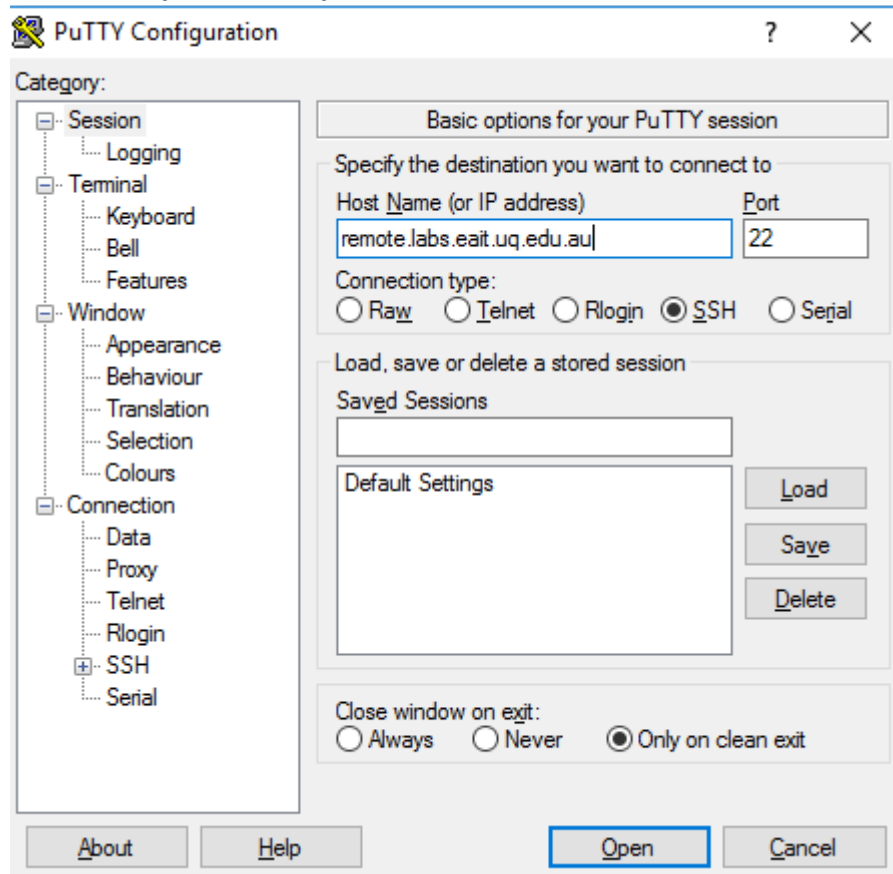 PuTTY Configuration ? ×
Category:
Session
Logging
Terminal
Keyboard
Bell
Features
Window
Appearance
Behaviour
Translation
Selection
Colours
Connection
Data
Proxy
Telnet
Rlogin
SSH
Serial
Basic options for your PuTTY session
Specify the destination you want to connect to
Host Name (or IP address) Port
remote.labs.eait.uq.edu.au 22
Connection type:
Raw Telnet Rlogin SSH Serial
Load, save or delete a stored session
Saved Sessions
Default Settings
Load
Save
Delete
Close window on exit:
Always Never Only on clean exit
About Help Open Cancel